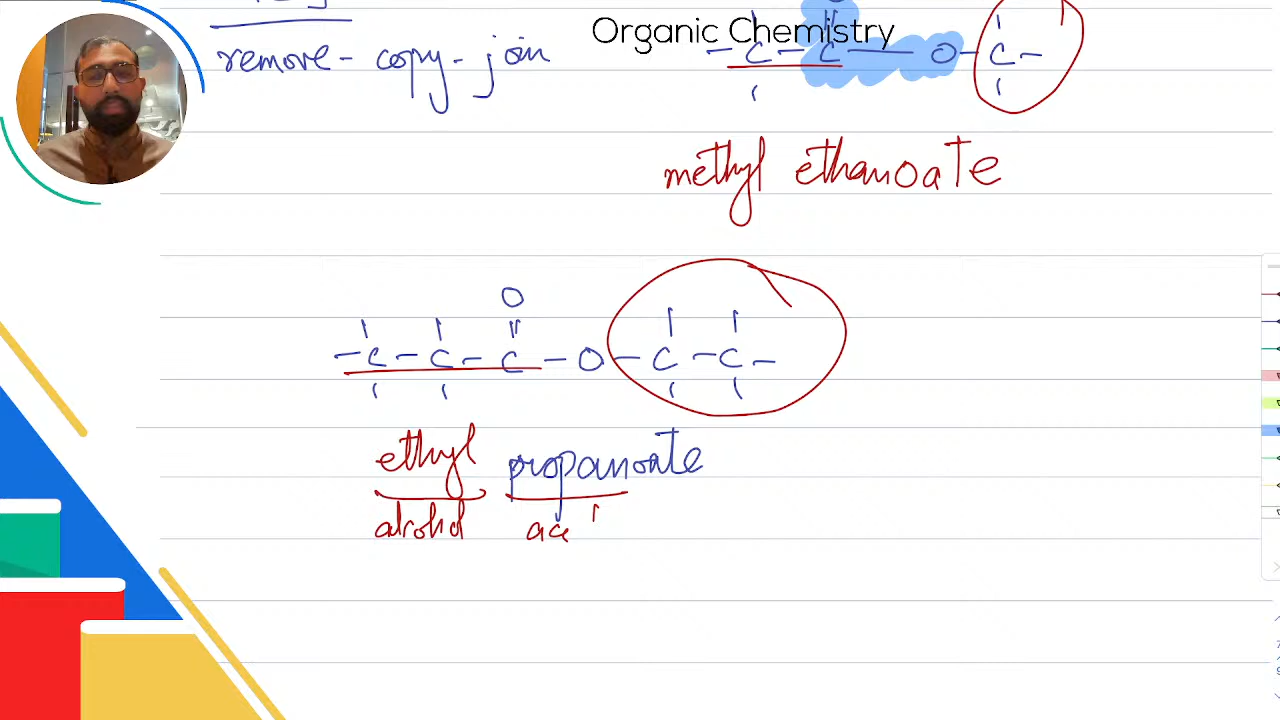 Organic Chemistry
remove - copy - join
- C - C - O - C -
methyl ethanoate
O
- C - C - C - O - C - C -
ethyl propanoate
alcohol